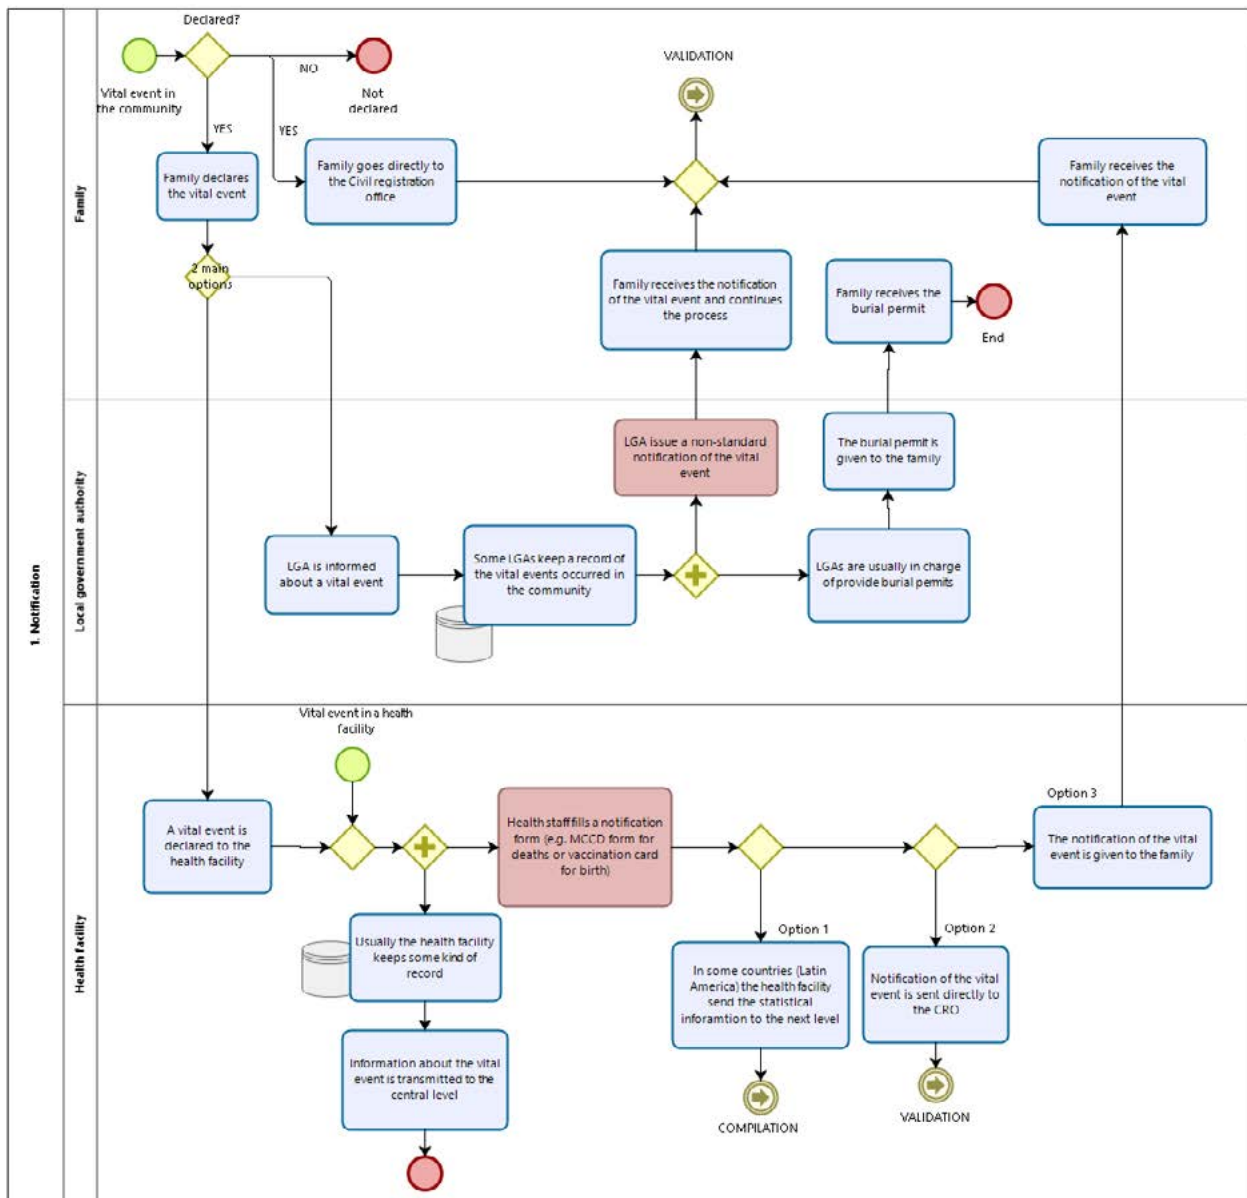 1. Notification
Family
Declared?
Vital event in
the community
NO
Not
declared
YES
YES
Family declares
the vital event
Family goes directly to
the Civil registration
office
VALIDATION
Family receives the
notification of the vital
event
2 main
options
Family receives the notification
of the vital event and continues
the process
Family receives the
burial permit
End
Local government authority
LGA issue a non-standard
notification of the vital
event
The burial permit is
given to the family
LGA is informed
about a vital event
Some LGAs keep a record of
the vital events occurred in
the community
LGAs are usually in charge
of provide burial permits
Health facility
Vital event in a health
facility
A vital event is
declared to the
health facility
Health staff fills a notification
form (e.g. MCCD form for
deaths or vaccination card
for birth)
Option 3
The notification of the vital
event is given to the family
Usually the health facility
keeps some kind of
record
Option 1
In some countries (Latin
America) the health facility
send the statistical
inforamtion to the next level
Option 2
Notification of the vital
event is sent directly to
the CRO
Information about the vital
event is transmitted to the
central level
COMPILATION
VALIDATION